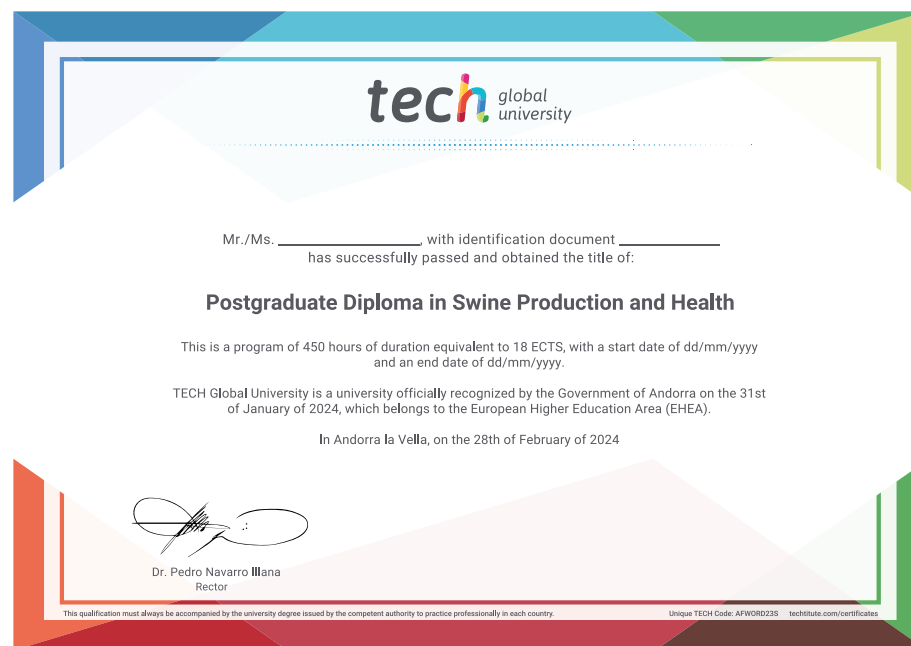 tech global
university
Mr./Ms. ____________, with identification document ____________
has successfully passed and obtained the title of:
Postgraduate Diploma in Swine Production and Health
This is a program of 450 hours of duration equivalent to 18 ECTS, with a start date of dd/mm/yyyy
and an end date of dd/mm/yyyy.
TECH Global University is a university officially recognized by the Government of Andorra on the 31st
of January of 2024, which belongs to the European Higher Education Area (EHEA).
In Andorra la Vella, on the 28th of February of 2024
Dr. Pedro Navarro Illana
Rector
This qualification must always be accompanied by the university degree issued by the competent authority to practice professionally in each country. Unique TECH Code: AFWORD23S techtitute.com/certificates